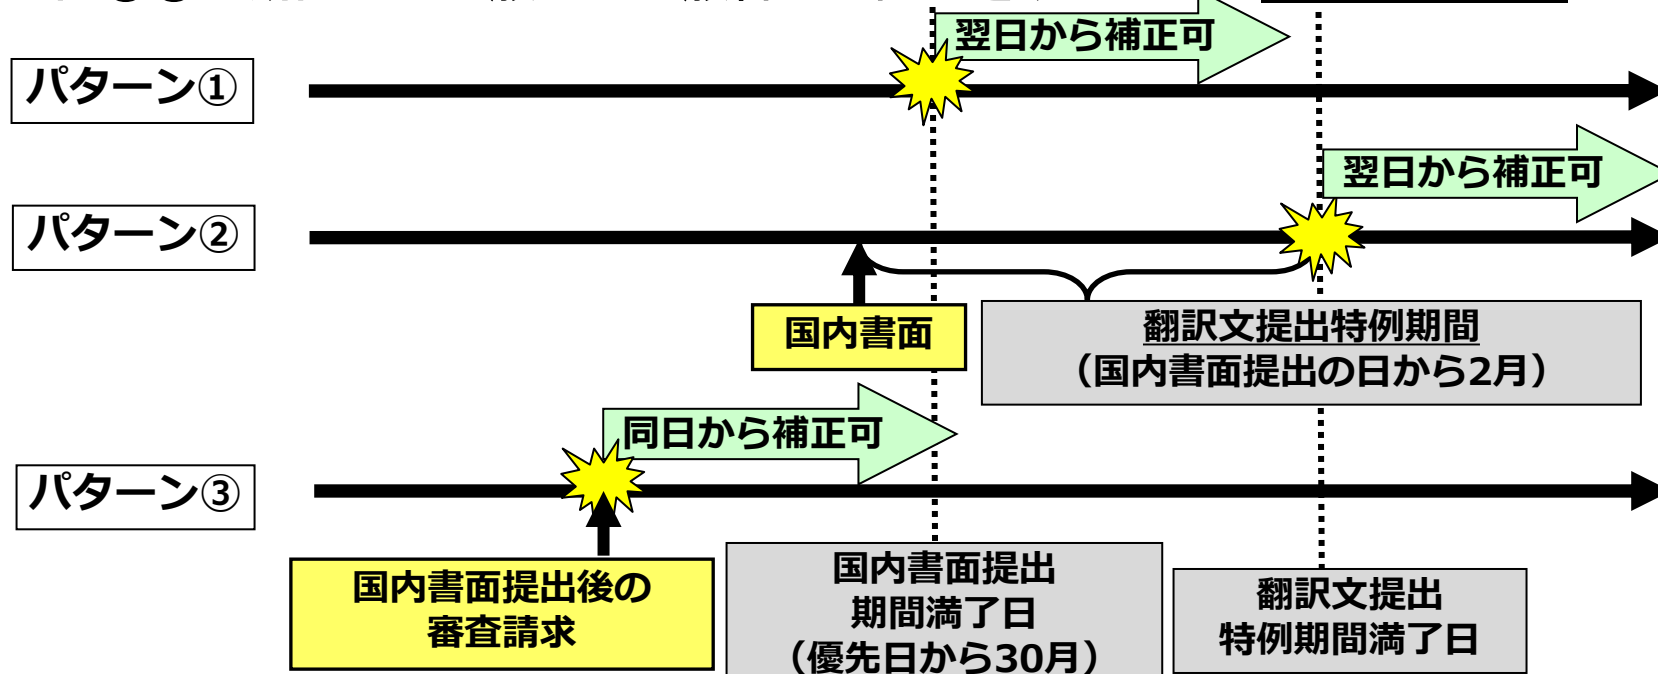 翌日から補正可
パターン①
翌日から補正可
パターン②
国内書面
翻訳文提出特例期間
（国内書面提出の日から2月）
同日から補正可
パターン③
国内書面提出後の
審査請求
国内書面提出
期間満了日
（優先日から30月）
翻訳文提出
特例期間満了日